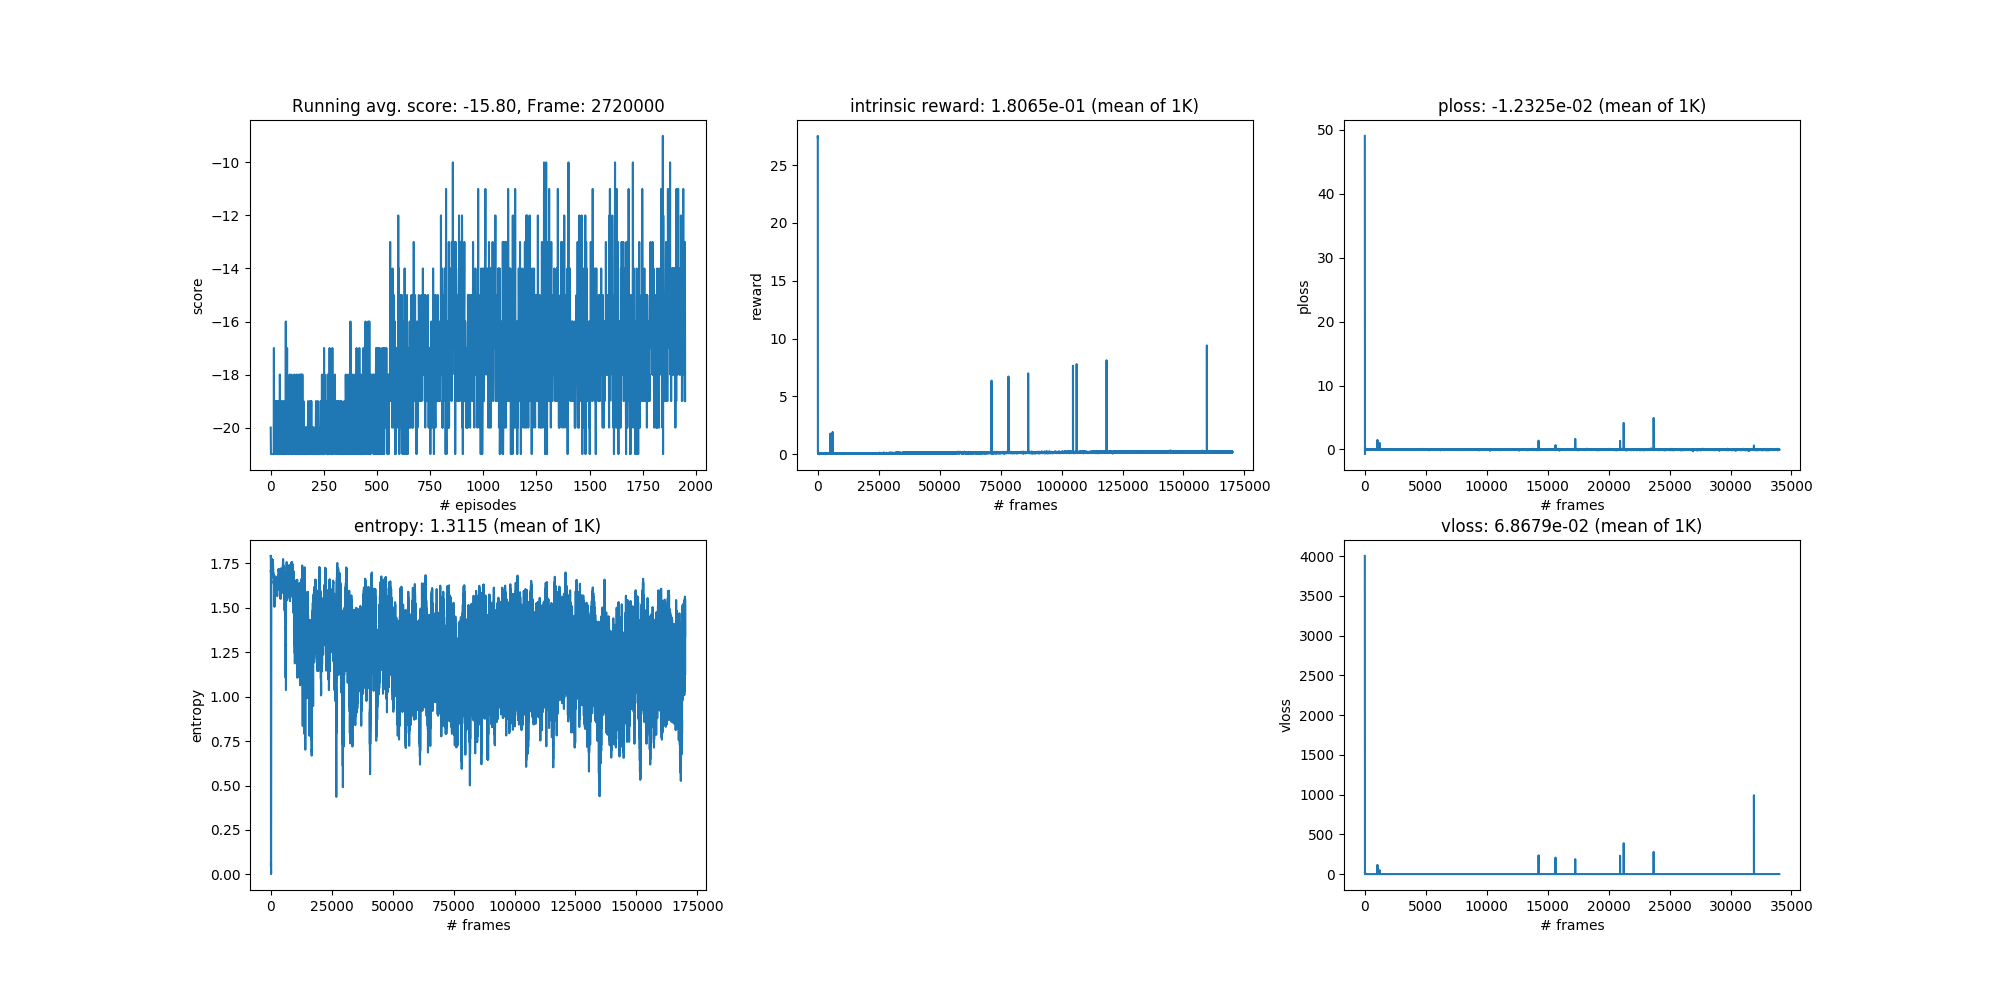 Running avg. score: -15.80, Frame: 2720000
score
−10
−12
−14
−16
−18
−20
0 250 500 750 1000 1250 1500 1750 2000
# episodes
intrinsic reward: 1.8065e-01 (mean of 1K)
reward
25
20
15
10
5
0
0 25000 50000 75000 100000 125000 150000 175000
# frames
ploss: -1.2325e-02 (mean of 1K)
ploss
50
40
30
20
10
0
0 5000 10000 15000 20000 25000 30000 35000
# frames
entropy: 1.3115 (mean of 1K)
entropy
1.75
1.50
1.25
1.00
0.75
0.50
0.25
0.00
0 25000 50000 75000 100000 125000 150000 175000
# frames
vloss: 6.8679e-02 (mean of 1K)
vloss
4000
3500
3000
2500
2000
1500
1000
500
0
0 5000 10000 15000 20000 25000 30000 35000
# frames